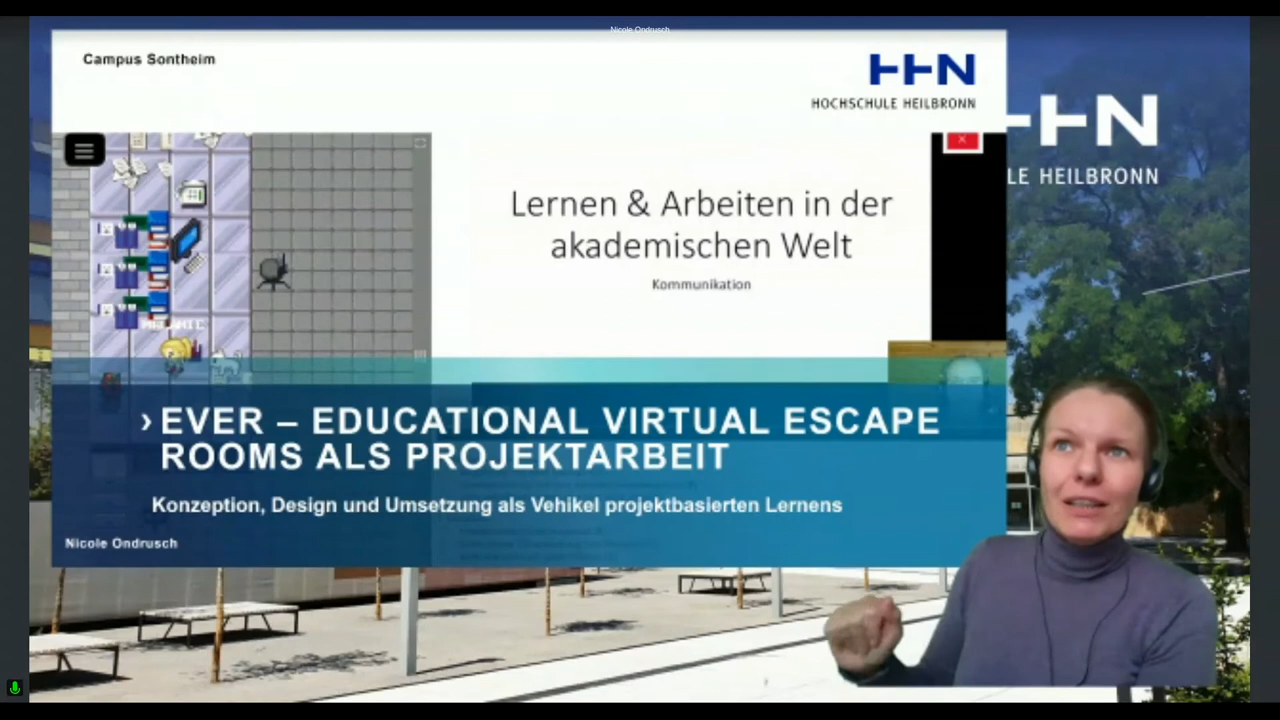 Nicole Ondrusch
Campus Sontheim
HHN
HOCHSCHULE HEILBRONN
HHN
LE HEILBRONN
Lernen & Arbeiten in der
akademischen Welt
Kommunikation
› EVER – EDUCATIONAL VIRTUAL ESCAPE
ROOMS ALS PROJEKTARBEIT
Konzeption, Design und Umsetzung als Vehikel projektbasierten Lernens
Nicole Ondrusch